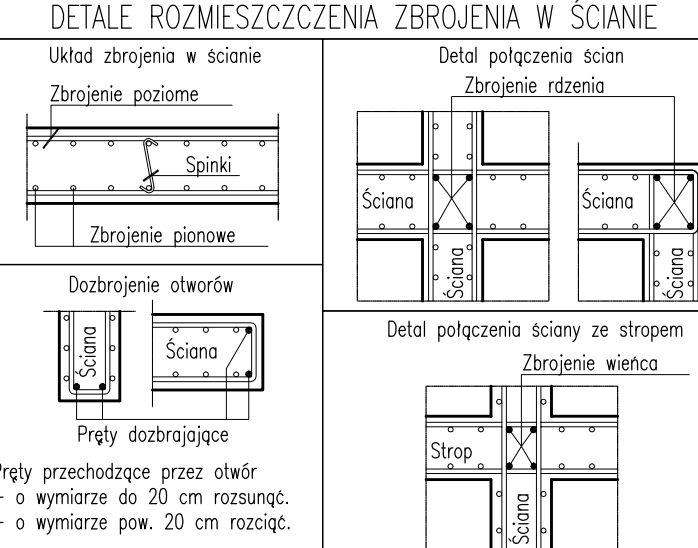 DETALE ROZMIESZCZCZENIA ZBROJENIA W ŚCIANIE
Układ zbrojenia w ścianie
Zbrojenie poziome
Spinki
Zbrojenie pionowe
Detal połączenia ścian
Zbrojenie rdzenia
Ściana
Ściana
Ściana
Ściana
Dozbrojenie otworów
Ściana
Ściana
Pręty dozbrajające
Pręty przechodzące przez otwór
- o wymiarze do 20 cm rozsunąć.
- o wymiarze pow. 20 cm rozciąć.
Detal połączenia ściany ze stropem
Zbrojenie wieńca
Strop
Ściana